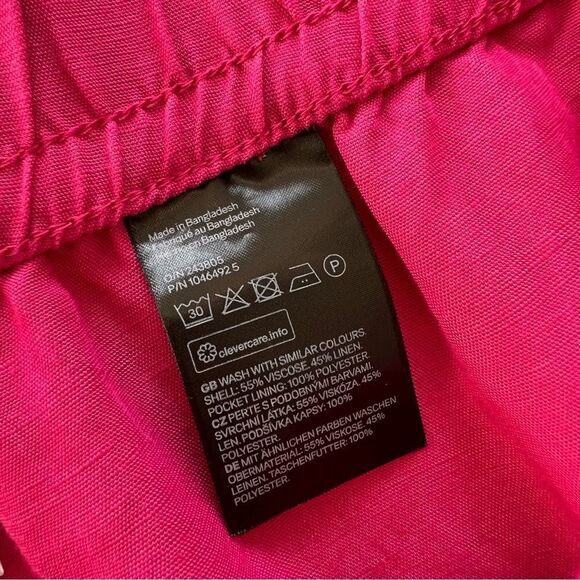 Made in Bangladesh
Fabriqué au Bangladesh
in Bangladesh
O/N 243805
P/N 1046492 5
30
P
clevercare.info
GB WASH WITH SIMILAR COLOURS.
SHELL: 55% VISCOSE. 45% LINEN.
POCKET LINING: 100% POLYESTER.
CZ PERTE S PODOBNÝMI BARVAMI.
SVRCHNÍ LÁTKA: 55% VISKÓZA. 45%
LEN. PODŠÍVKA KAPSY: 100%
POLYESTER.
DE MIT ÄHNLICHEN FARBEN WASCHEN
OBERMATERIAL: 55% VISKOSE. 45%
LEINEN. TASCHENFUTTER: 100%
POLYESTER.